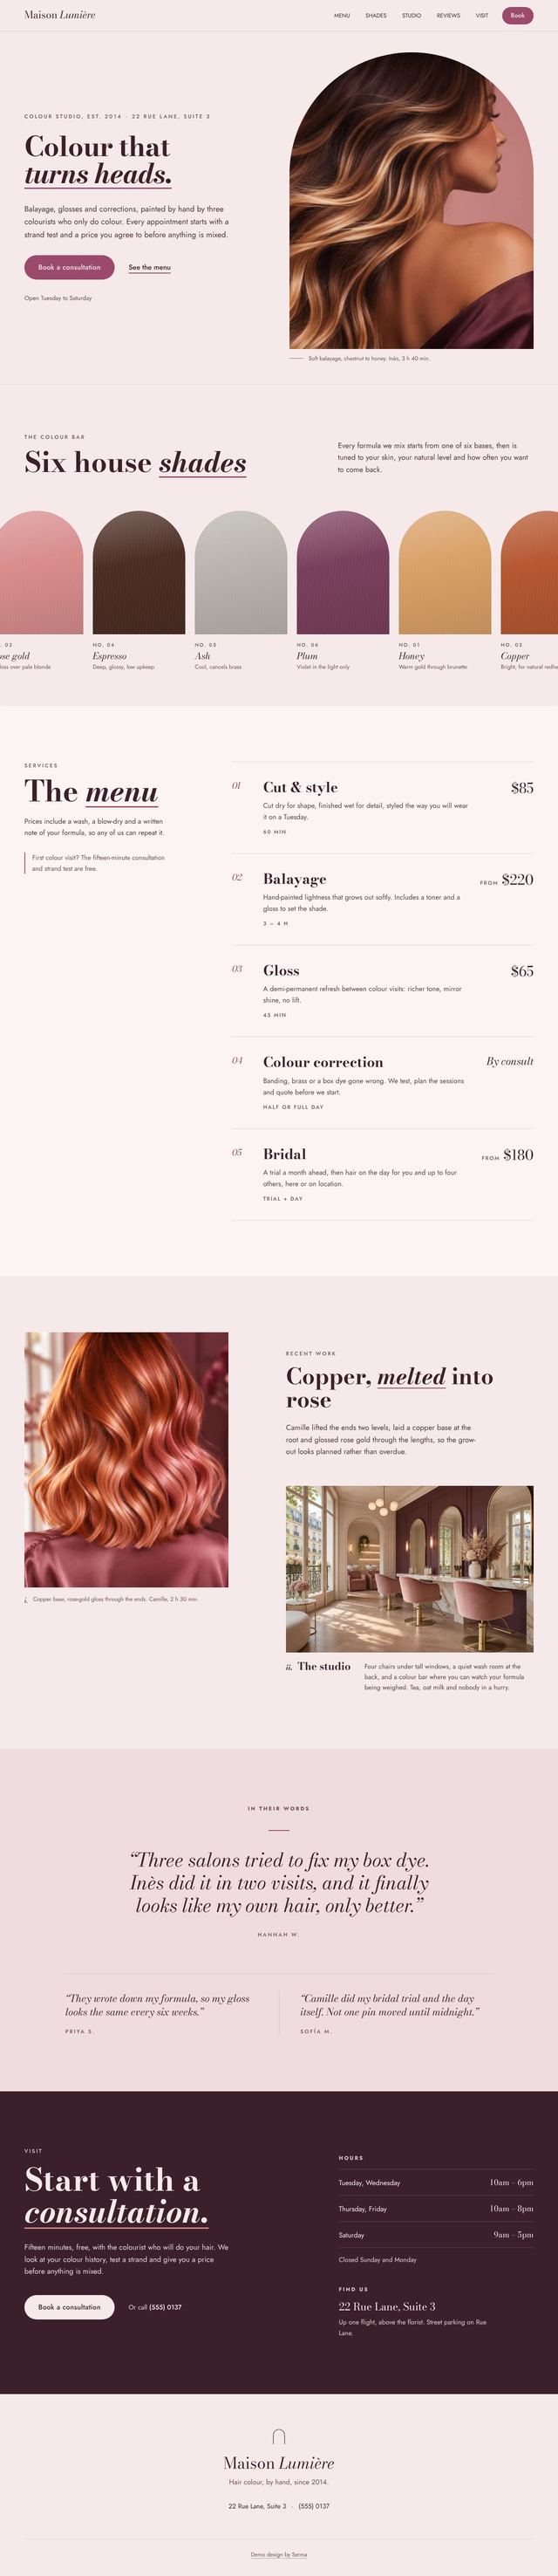 Maison Lumière
MENU
SHADES
STUDIO
REVIEWS
VISIT
Book
COLOUR STUDIO, EST. 2014 · 22 RUE LANE, SUITE 3
Colour that
turns heads.
Balayage, glosses and corrections, painted by hand by three
colourists who only do colour. Every appointment starts with a
strand test and a price you agree to before anything is mixed.
Book a consultation
See the menu
Open Tuesday to Saturday
Soft balayage, chestnut to honey. Inès, 3 h 40 min.
THE COLOUR BAR
Six house shades
Every formula we mix starts from one of six bases, then is
tuned to your skin, your natural level and how often you want
to come back.
. 03
se gold
loss over pale blonde
NO. 04
Espresso
Deep, glossy, low upkeep
NO. 05
Ash
Cool, cancels brass
NO. 06
Plum
Violet in the light only
NO. 01
Honey
Warm gold through brunette
NO. 02
Copper
Bright, for natural redhe
SERVICES
The menu
Prices include a wash, a blow-dry and a written
note of your formula, so any of us can repeat it.
First colour visit? The fifteen-minute consultation
and strand test are free.
01
Cut & style
$85
Cut dry for shape, finished wet for detail, styled the way you will wear
it on a Tuesday.
60 MIN
02
Balayage
FROM $220
Hand-painted lightness that grows out softly. Includes a toner and a
gloss to set the shade.
3 – 4 H
03
Gloss
$65
A demi-permanent refresh between colour visits: richer tone, mirror
shine, no lift.
45 MIN
04
Colour correction
By consult
Banding, brass or a box dye gone wrong. We test, plan the sessions
and quote before we start.
HALF OR FULL DAY
05
Bridal
FROM $180
A trial a month ahead, then hair on the day for you and up to four
others, here or on location.
TRIAL + DAY
RECENT WORK
Copper, melted into
rose
Camille lifted the ends two levels, laid a copper base at the
root and glossed rose gold through the lengths, so the grow-
out looks planned rather than overdue.
i. Copper base, rose-gold gloss through the ends. Camille, 2 h 30 min.
ii. The studio
Four chairs under tall windows, a quiet wash room at the
back, and a colour bar where you can watch your formula
being weighed. Tea, oat milk and nobody in a hurry.
IN THEIR WORDS
“Three salons tried to fix my box dye.
Inès did it in two visits, and it finally
looks like my own hair, only better.”
HANNAH W.
“They wrote down my formula, so my gloss
looks the same every six weeks.”
PRIYA S.
“Camille did my bridal trial and the day
itself. Not one pin moved until midnight.”
SOFÍA M.
VISIT
Start with a
consultation.
Fifteen minutes, free, with the colourist who will do your hair. We
look at your colour history, test a strand and give you a price
before anything is mixed.
Book a consultation
Or call (555) 0137
HOURS
Tuesday, Wednesday
10am – 6pm
Thursday, Friday
10am – 8pm
Saturday
9am – 5pm
Closed Sunday and Monday
FIND US
22 Rue Lane, Suite 3
Up one flight, above the florist. Street parking on Rue
Lane.
Maison Lumière
Hair colour, by hand, since 2014.
22 Rue Lane, Suite 3 · (555) 0137
Demo design by Serma